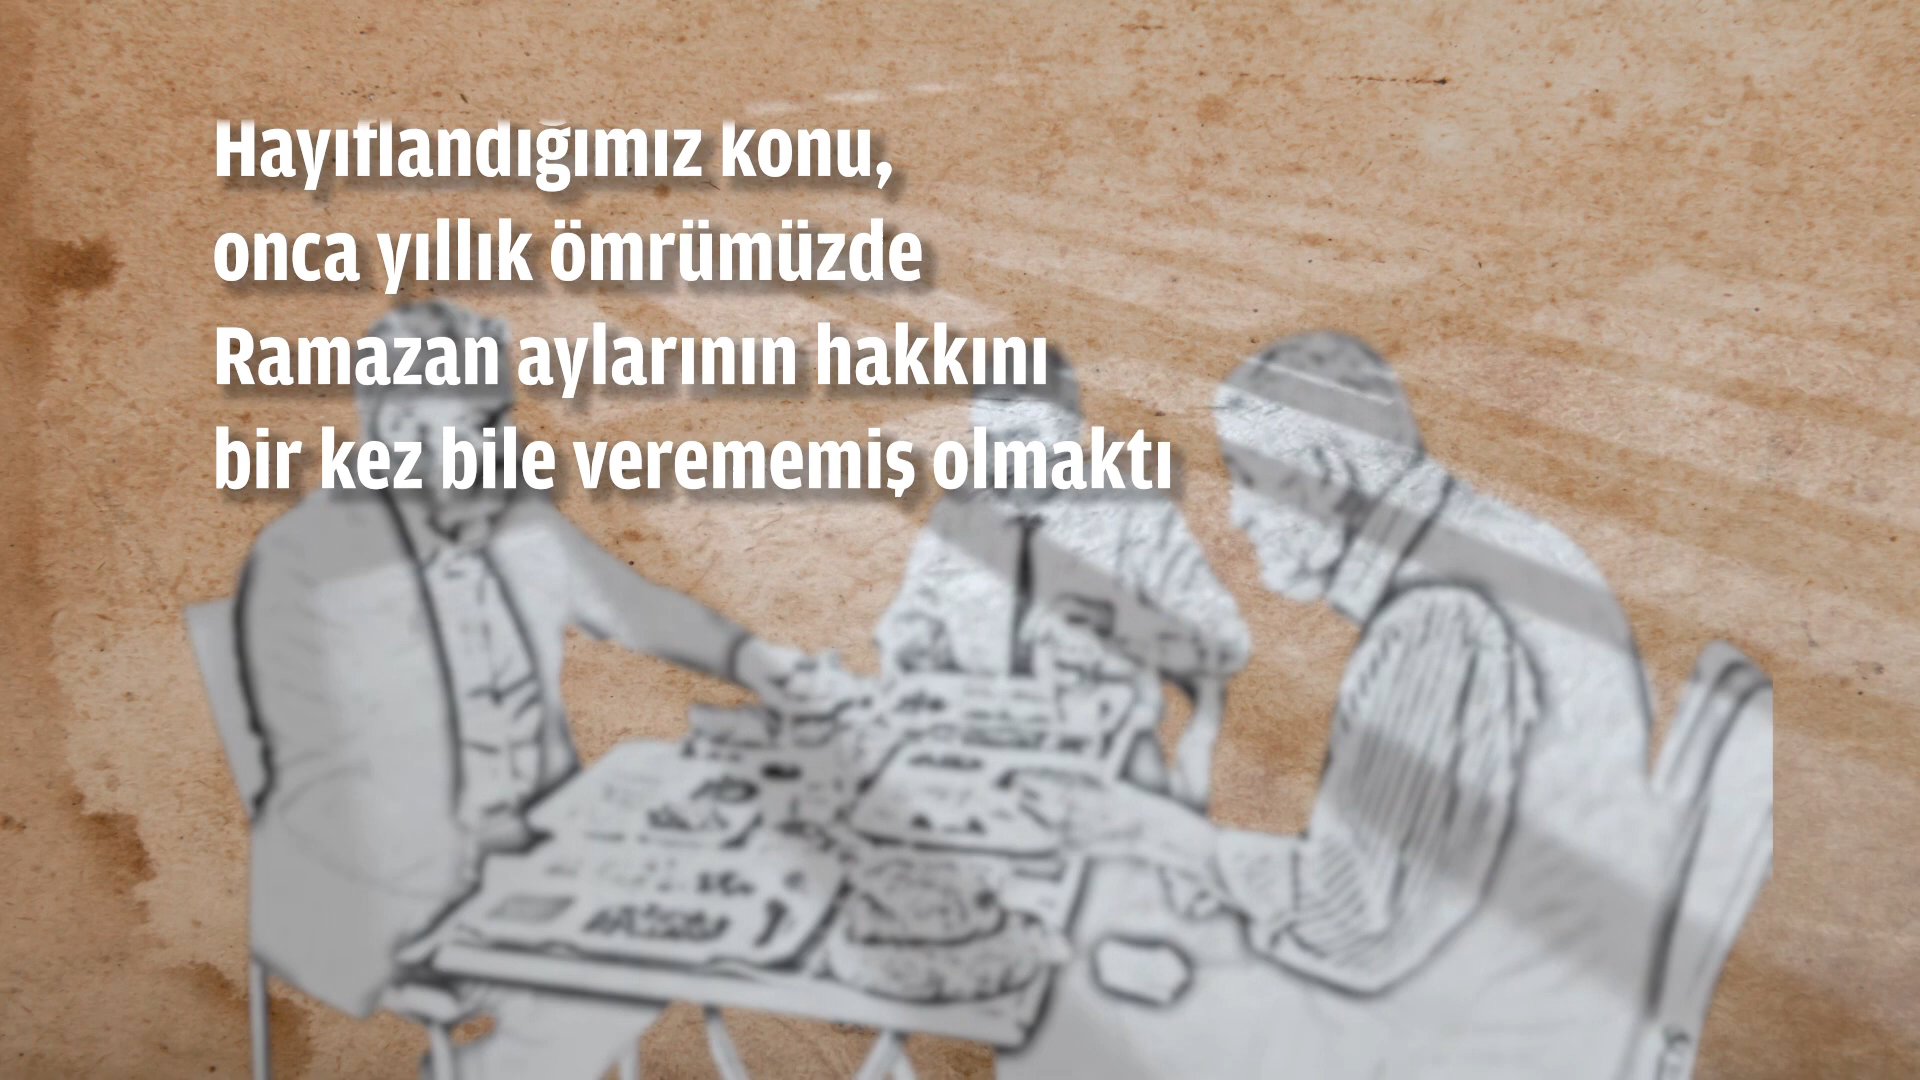 Hayıflandığımız konu,
onca yıllık ömrümüzde
Ramazan aylarının hakkını
bir kez bile verememiş olmaktı